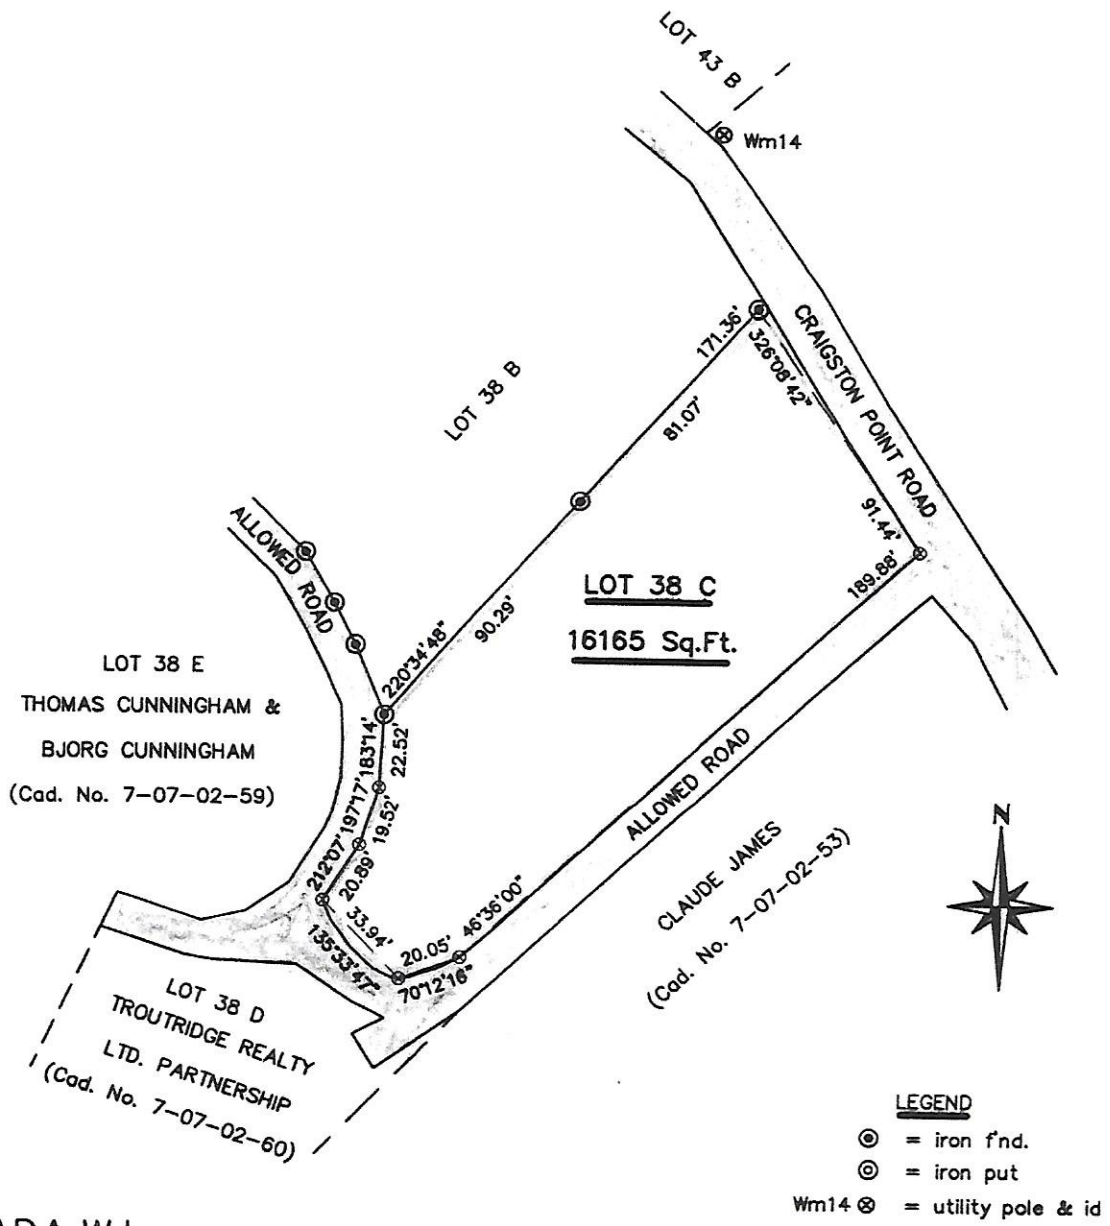 LOT 43 B
Wm14
171.36'
326°08'42"
CRAIGSTON POINT ROAD
LOT 38 B
81.07'
91.44'
189.88'
ALLOWED ROAD
LOT 38 C
16165 Sq.Ft.
90.29'
220°34'48"
LOT 38 E
THOMAS CUNNINGHAM &
BJORG CUNNINGHAM
(Cad. No. 7-07-02-59)
183°14'
22.52'
197°17'
19.52'
212°07'
20.89'
33.94'
135°33'47"
20.05'
70°12'16"
46°36'00"
ALLOWED ROAD
CLAUDE JAMES
(Cad. No. 7-07-02-53)
N
LOT 38 D
TROUTRIDGE REALTY
LTD. PARTNERSHIP
(Cad. No. 7-07-02-60)
LEGEND
= iron f'nd.
= iron put
Wm14 = utility pole & id